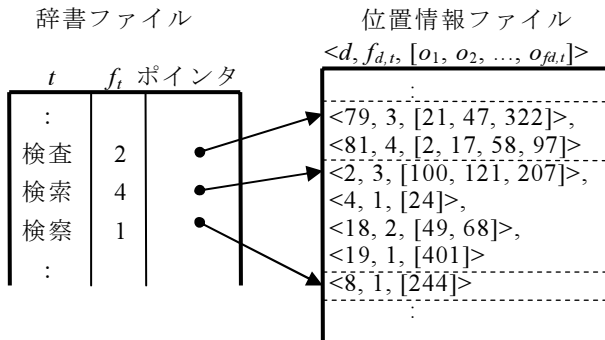 辞書ファイル
t f_t ポインタ
:
検査 2
検索 4
検察 1
:
位置情報ファイル
<d, f_{d,t}, [o_1, o_2, …, o_{fd,t}]>
:
<79, 3, [21, 47, 322]>,
<81, 4, [2, 17, 58, 97]>
<2, 3, [100, 121, 207]>,
<4, 1, [24]>,
<18, 2, [49, 68]>,
<19, 1, [401]>
<8, 1, [244]>
: